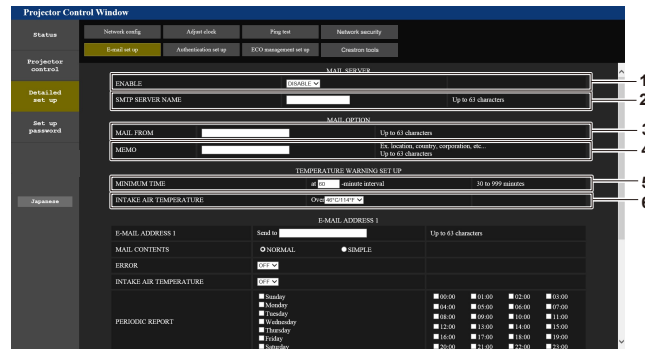 Projector Control Window
Status
Projector control
Detailed set up
Set up password
Japanese
Network config Adjust clock Ping test Network security
E-mail set up Authentication set up ECO management set up Crestron tools
MAIL SERVER
ENABLE DISABLE 1
SMTP SERVER NAME Up to 63 characters 2
MAIL OPTION
MAIL FROM Up to 63 characters 3
MEMO Ex. location, country, corporation, etc...
Up to 63 characters 4
TEMPERATURE WARNING SET UP
MINIMUM TIME at 60 -minute interval 30 to 999 minutes 5
INTAKE AIR TEMPERATURE Over 46°C/114°F 6
E-MAIL ADDRESS 1
E-MAIL ADDRESS 1 Send to Up to 63 characters
MAIL CONTENTS NORMAL SIMPLE
ERROR OFF
INTAKE AIR TEMPERATURE OFF
PERIODIC REPORT
Sunday
Monday
Tuesday
Wednesday
Thursday
Friday
Saturday
00:00 01:00 02:00 03:00
04:00 05:00 06:00 07:00
08:00 09:00 10:00 11:00
12:00 13:00 14:00 15:00
16:00 17:00 18:00 19:00
20:00 21:00 22:00 23:00